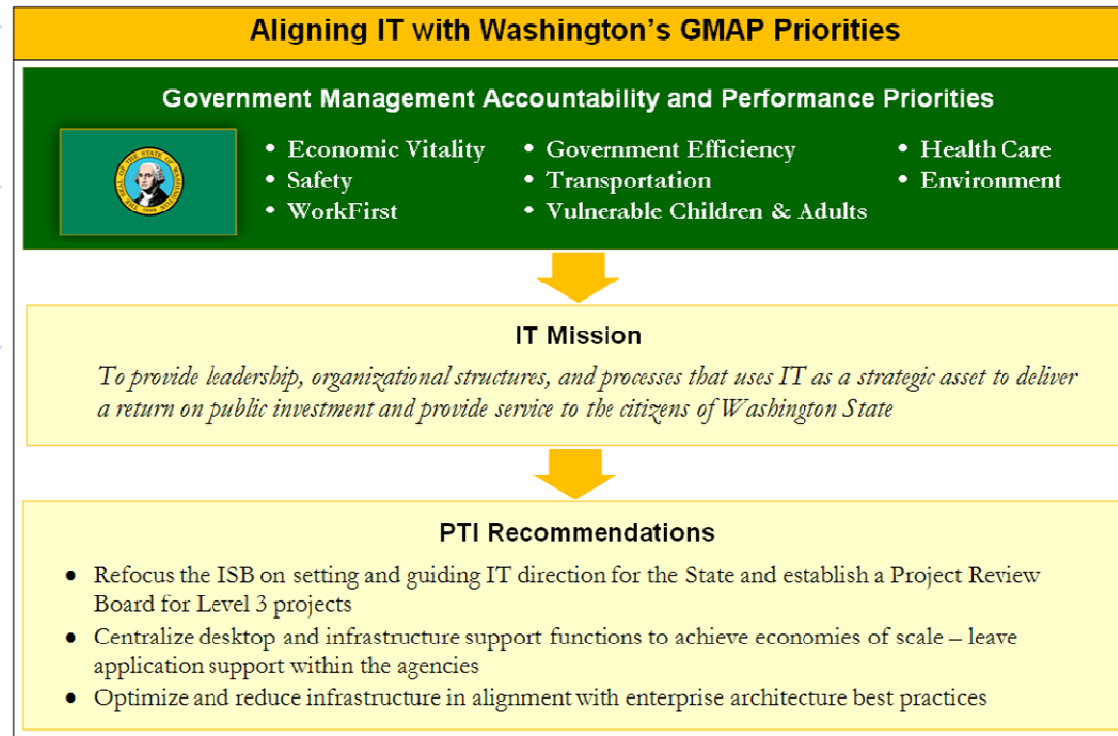 Aligning IT with Washington's GMAP Priorities
Government Management Accountability and Performance Priorities
• Economic Vitality
• Safety
• WorkFirst
• Government Efficiency
• Transportation
• Vulnerable Children & Adults
• Health Care
• Environment
IT Mission
To provide leadership, organizational structures, and processes that uses IT as a strategic asset to deliver
a return on public investment and provide service to the citizens of Washington State
PTI Recommendations
● Refocus the ISB on setting and guiding IT direction for the State and establish a Project Review
Board for Level 3 projects
● Centralize desktop and infrastructure support functions to achieve economies of scale – leave
application support within the agencies
● Optimize and reduce infrastructure in alignment with enterprise architecture best practices